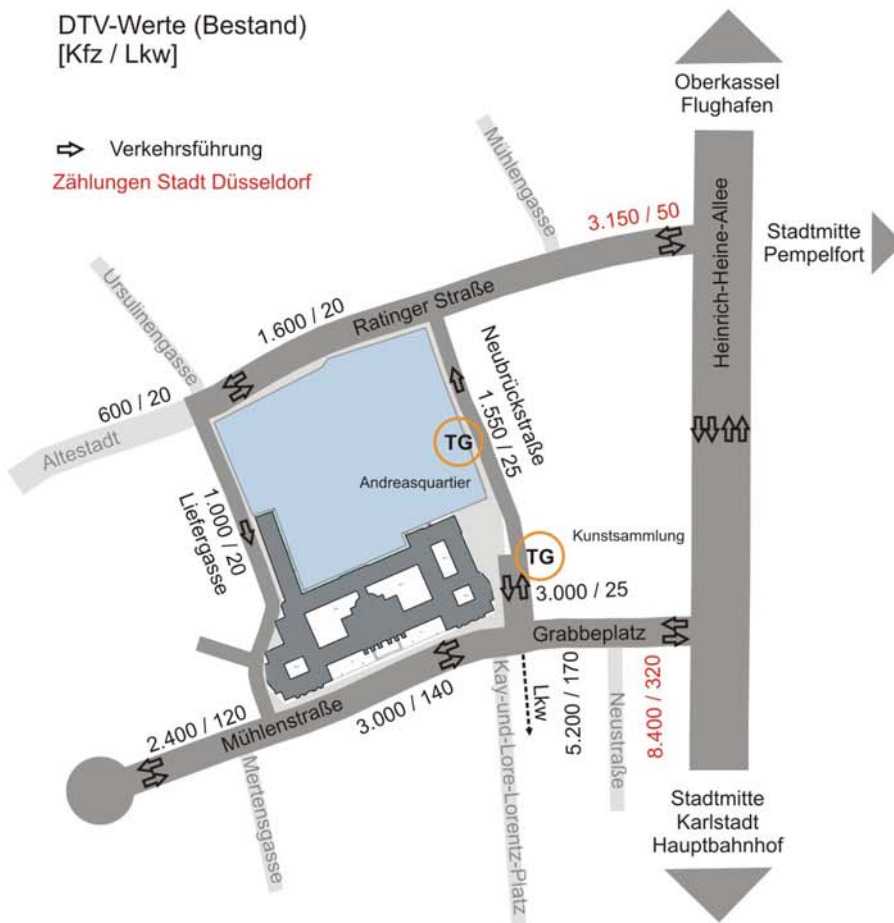 DTV-Werte (Bestand)
[Kfz / Lkw]
Verkehrsführung
Zählungen Stadt Düsseldorf
Oberkassel
Flughafen
Mühlengasse
3.150 / 50
Heinrich-Heine-Allee
Stadtmitte
Pempelfort
Ursulinengasse
1.600 / 20
Ratinger Straße
600 / 20
Altestadt
Neubrückstraße
1.550 / 25
TG
Andreasquartier
1.000 / 20
Liefergasse
Kunstsammlung
TG
3.000 / 25
Grabbeplatz
Lkw
5.200 / 170
Neustraße
8.400 / 320
Kay-und-Lore-Lorentz-Platz
3.000 / 140
2.400 / 120
Mühlenstraße
Mertensgasse
Stadtmitte
Karlstadt
Hauptbahnhof